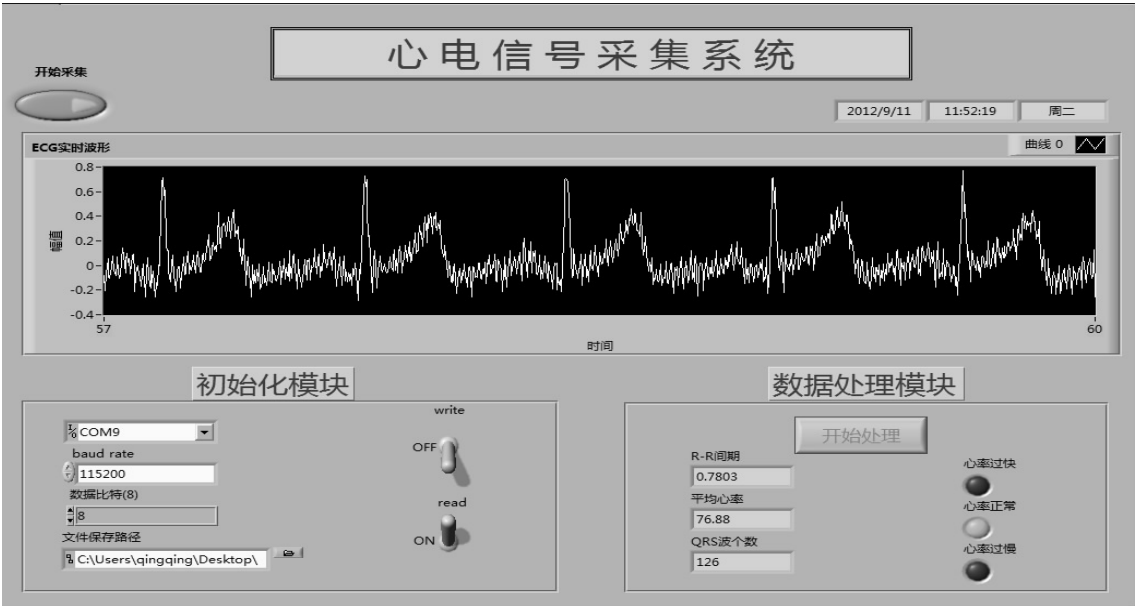 心电信号采集系统
开始采集
2012/9/11 11:52:19 周二
ECG实时波形
曲线 0
0.8
0.6
0.4
0.2
0
-0.2
-0.4
幅值
57
60
时间
初始化模块
COM9
baud rate
115200
数据比特(8)
8
文件保存路径
C:\Users\qingqing\Desktop\
write
OFF
read
ON
数据处理模块
开始处理
R-R间期
0.7803
平均心率
76.88
QRS波个数
126
心率过快
心率正常
心率过慢